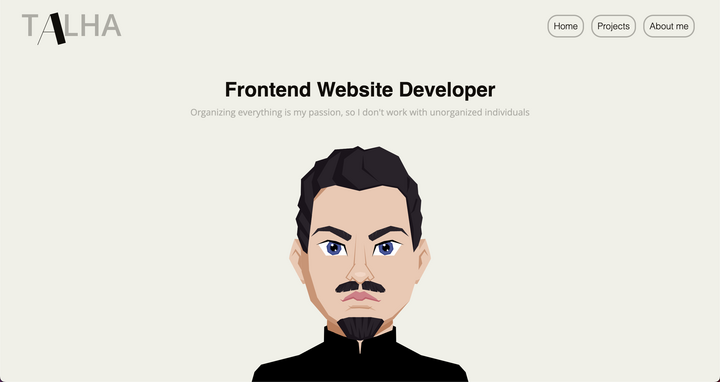 TALHA
Home
Projects
About me
Frontend Website Developer
Organizing everything is my passion, so I don't work with unorganized individuals